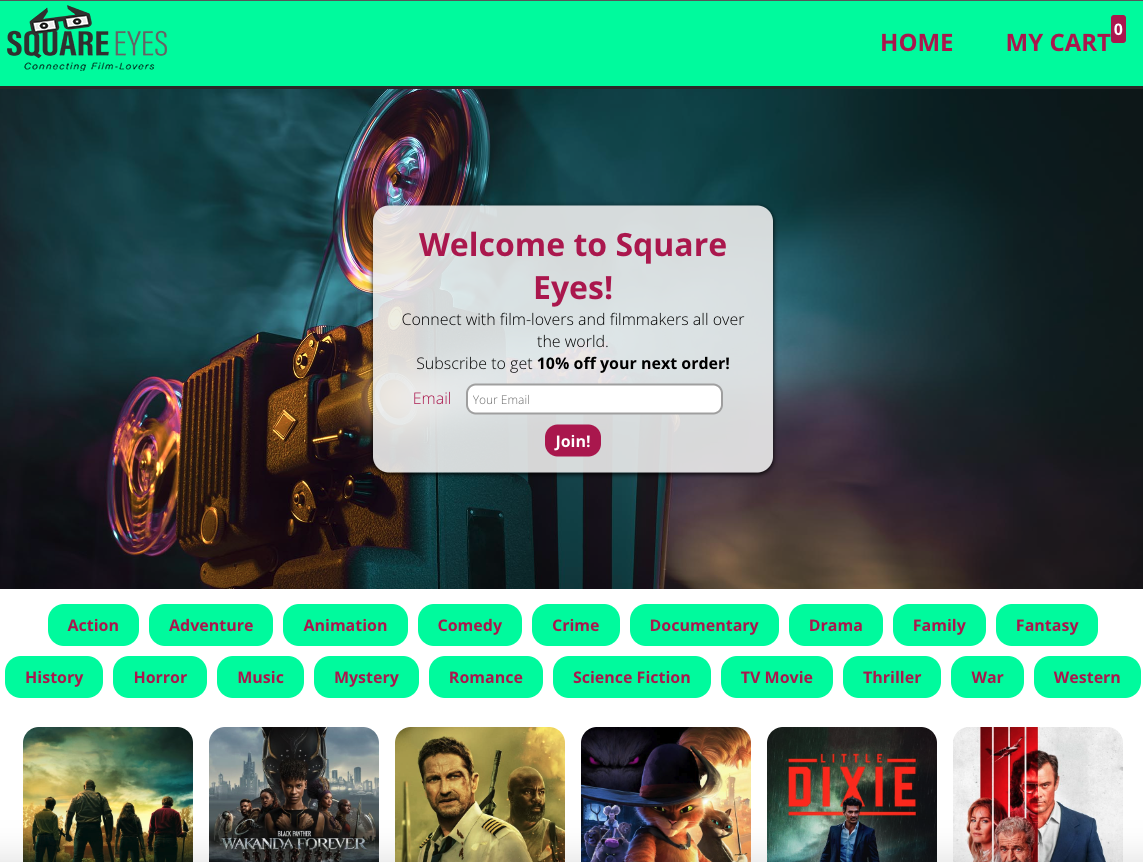 SQUARE EYES
Connecting Film-Lovers
HOME MY CART 0
Welcome to Square
Eyes!
Connect with film-lovers and filmmakers all over
the world.
Subscribe to get 10% off your next order!
Email Your Email
Join!
Action Adventure Animation Comedy Crime Documentary Drama Family Fantasy
History Horror Music Mystery Romance Science Fiction TV Movie Thriller War Western
BLACK PANTHER
WAKANDA FOREVER
LITTLE
DIXIE